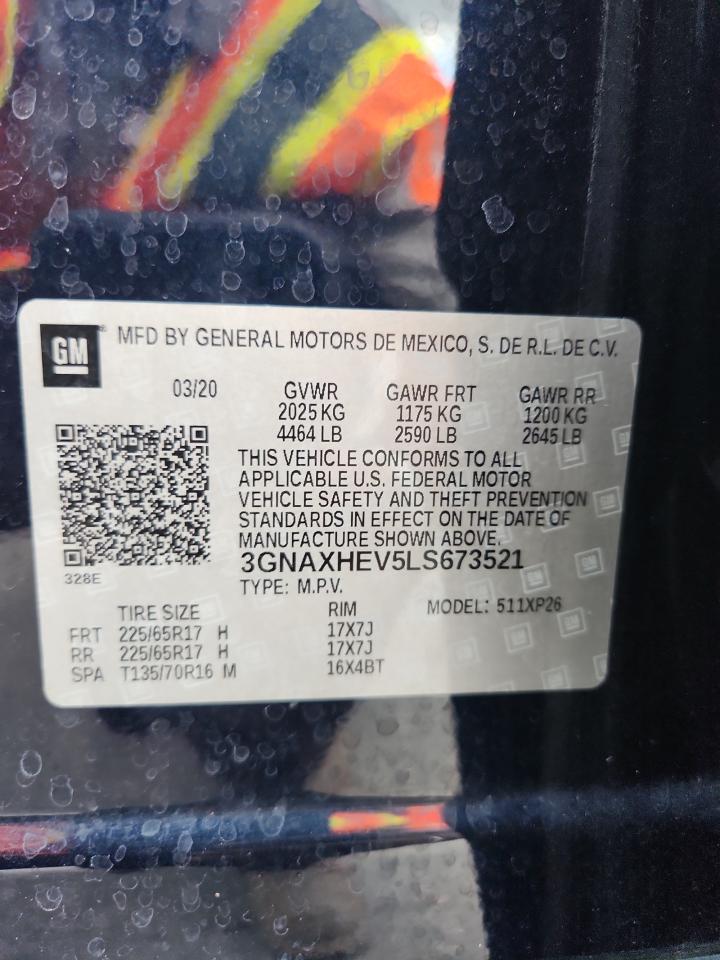 GM ® MFD BY GENERAL MOTORS DE MEXICO, S. DE R.L. DE C.V.
03/20 GVWR GAWR FRT GAWR RR
2025 KG 1175 KG 1200 KG
4464 LB 2590 LB 2645 LB
THIS VEHICLE CONFORMS TO ALL
APPLICABLE U.S. FEDERAL MOTOR
VEHICLE SAFETY AND THEFT PREVENTION
STANDARDS IN EFFECT ON THE DATE OF
MANUFACTURE SHOWN ABOVE.
3GNAXHEV5LS673521
328E
TYPE: M.P.V.
TIRE SIZE RIM MODEL: 511XP26
FRT 225/65R17 H 17X7J
RR 225/65R17 H 17X7J
SPA T135/70R16 M 16X4BT